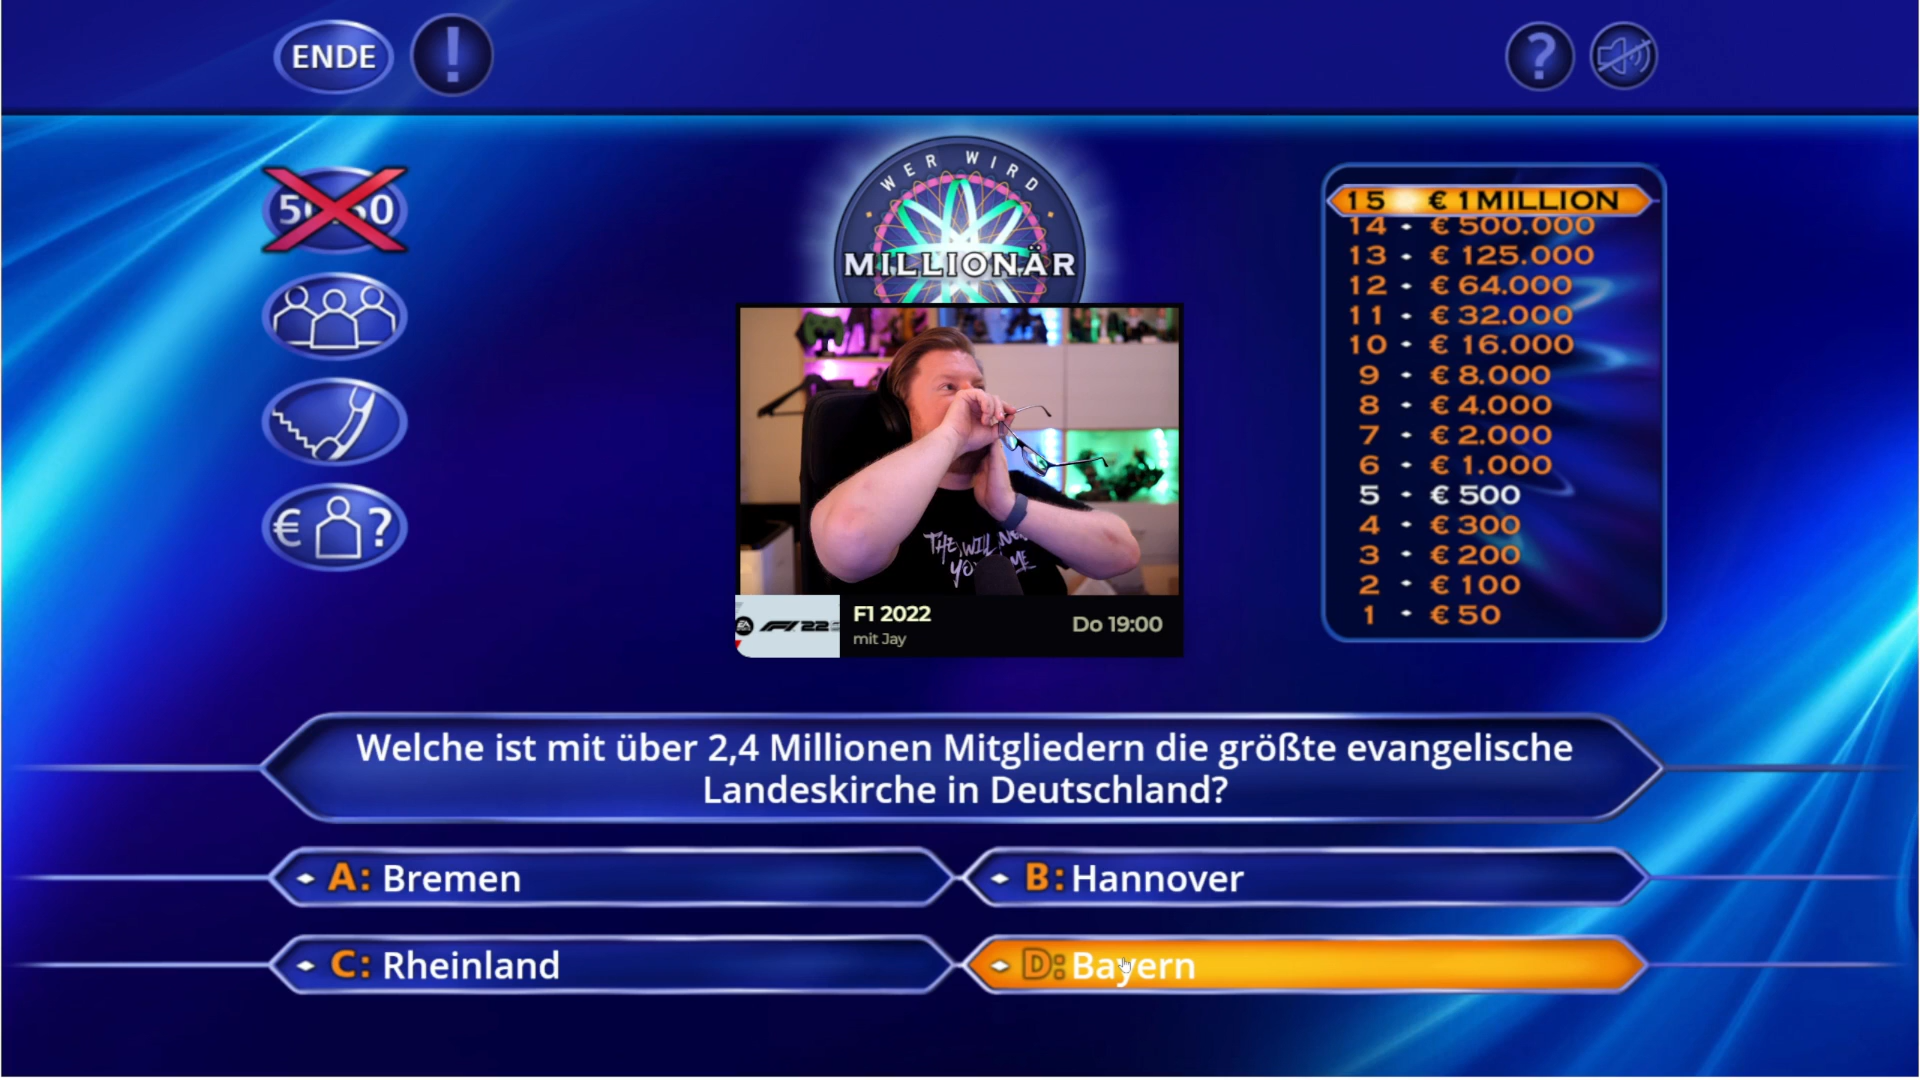 ENDE
!
?
WER WIRD
MILLIONÄR
15 € 1 MILLION
14 € 500.000
13 € 125.000
12 € 64.000
11 € 32.000
10 € 16.000
9 € 8.000
8 € 4.000
7 € 2.000
6 € 1.000
5 € 500
4 € 300
3 € 200
2 € 100
1 € 50
€ ?
F1 2022
mit Jay
Do 19:00
Welche ist mit über 2,4 Millionen Mitgliedern die größte evangelische
Landeskirche in Deutschland?
A: Bremen
B: Hannover
C: Rheinland
D: Bayern